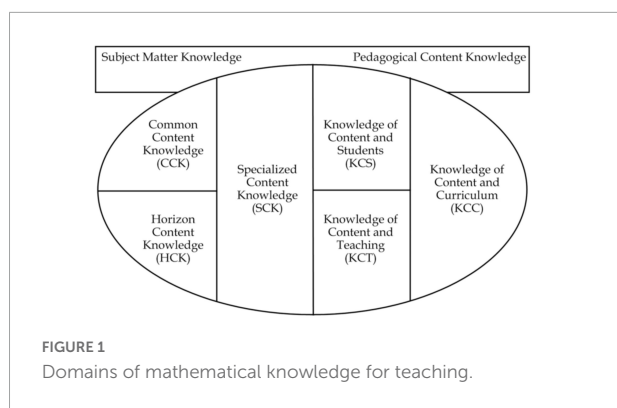 Subject Matter Knowledge
Pedagogical Content Knowledge
Common
Content
Knowledge
(CCK)
Horizon
Content
Knowledge
(HCK)
Specialized
Content
Knowledge
(SCK)
Knowledge of
Content and
Students
(KCS)
Knowledge of
Content and
Teaching
(KCT)
Knowledge of
Content and
Curriculum
(KCC)
FIGURE 1
Domains of mathematical knowledge for teaching.